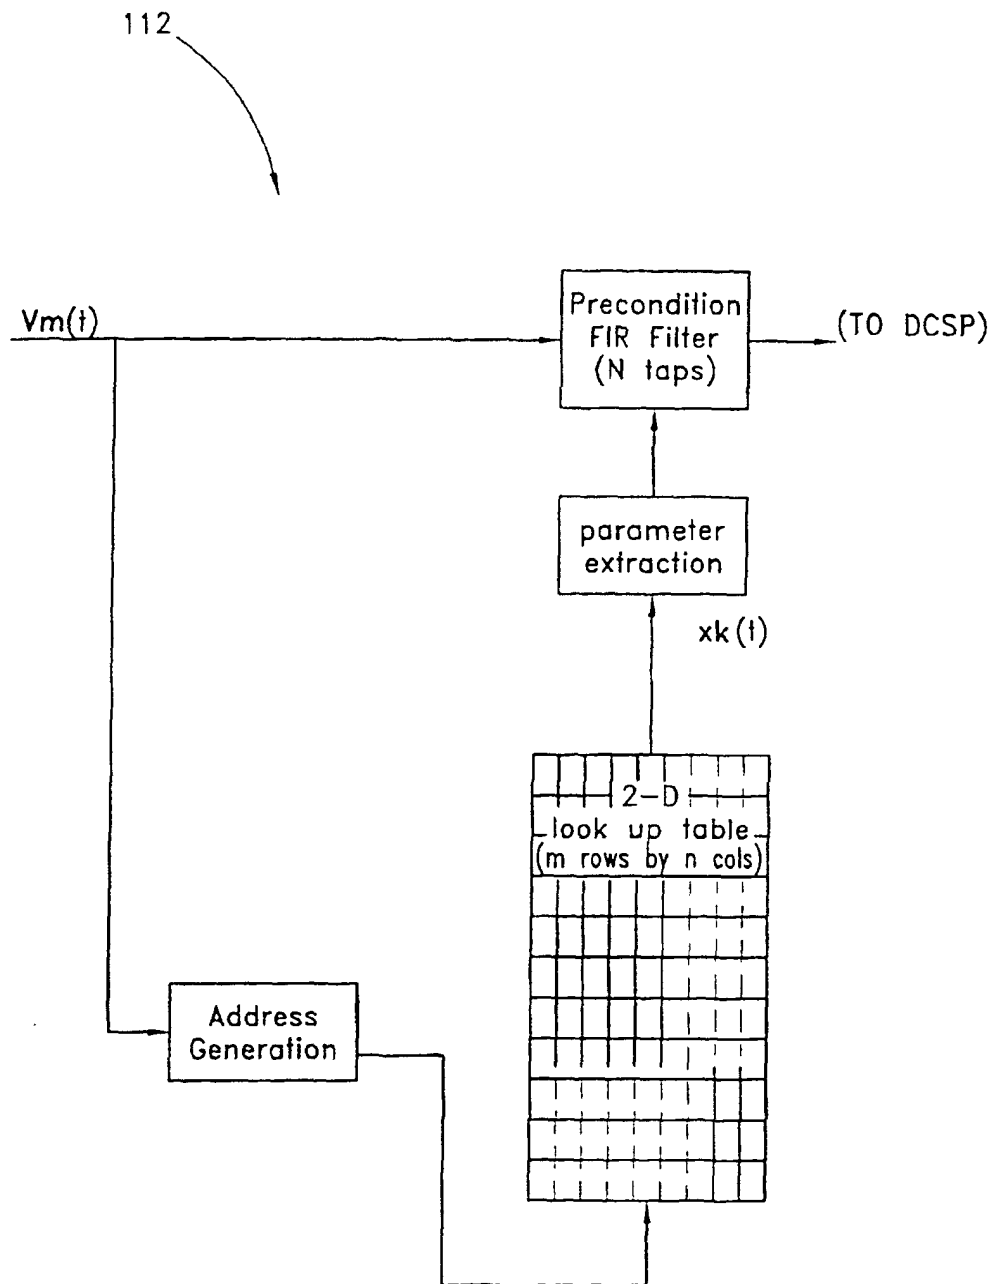 112
Vm(t)
Precondition
FIR Filter
(N taps)
(TO DCSP)
parameter
extraction
xk(t)
2-D
look up table
(m rows by n cols)
Address
Generation